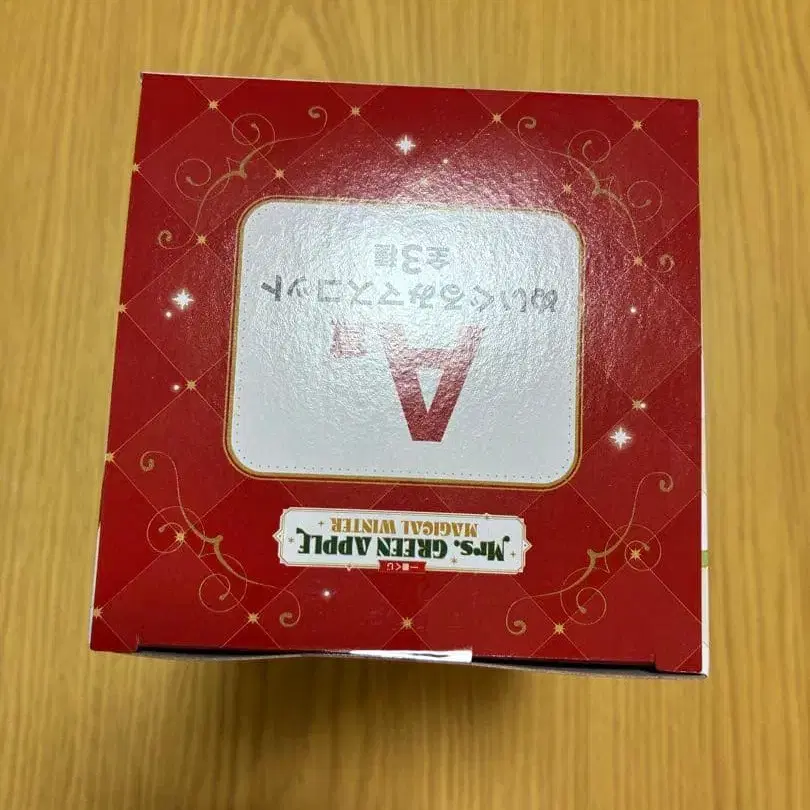 一番くじ
Mrs. GREEN APPLE
MAGICAL WINTER
A賞
ぬいぐるみマスコット
全3種